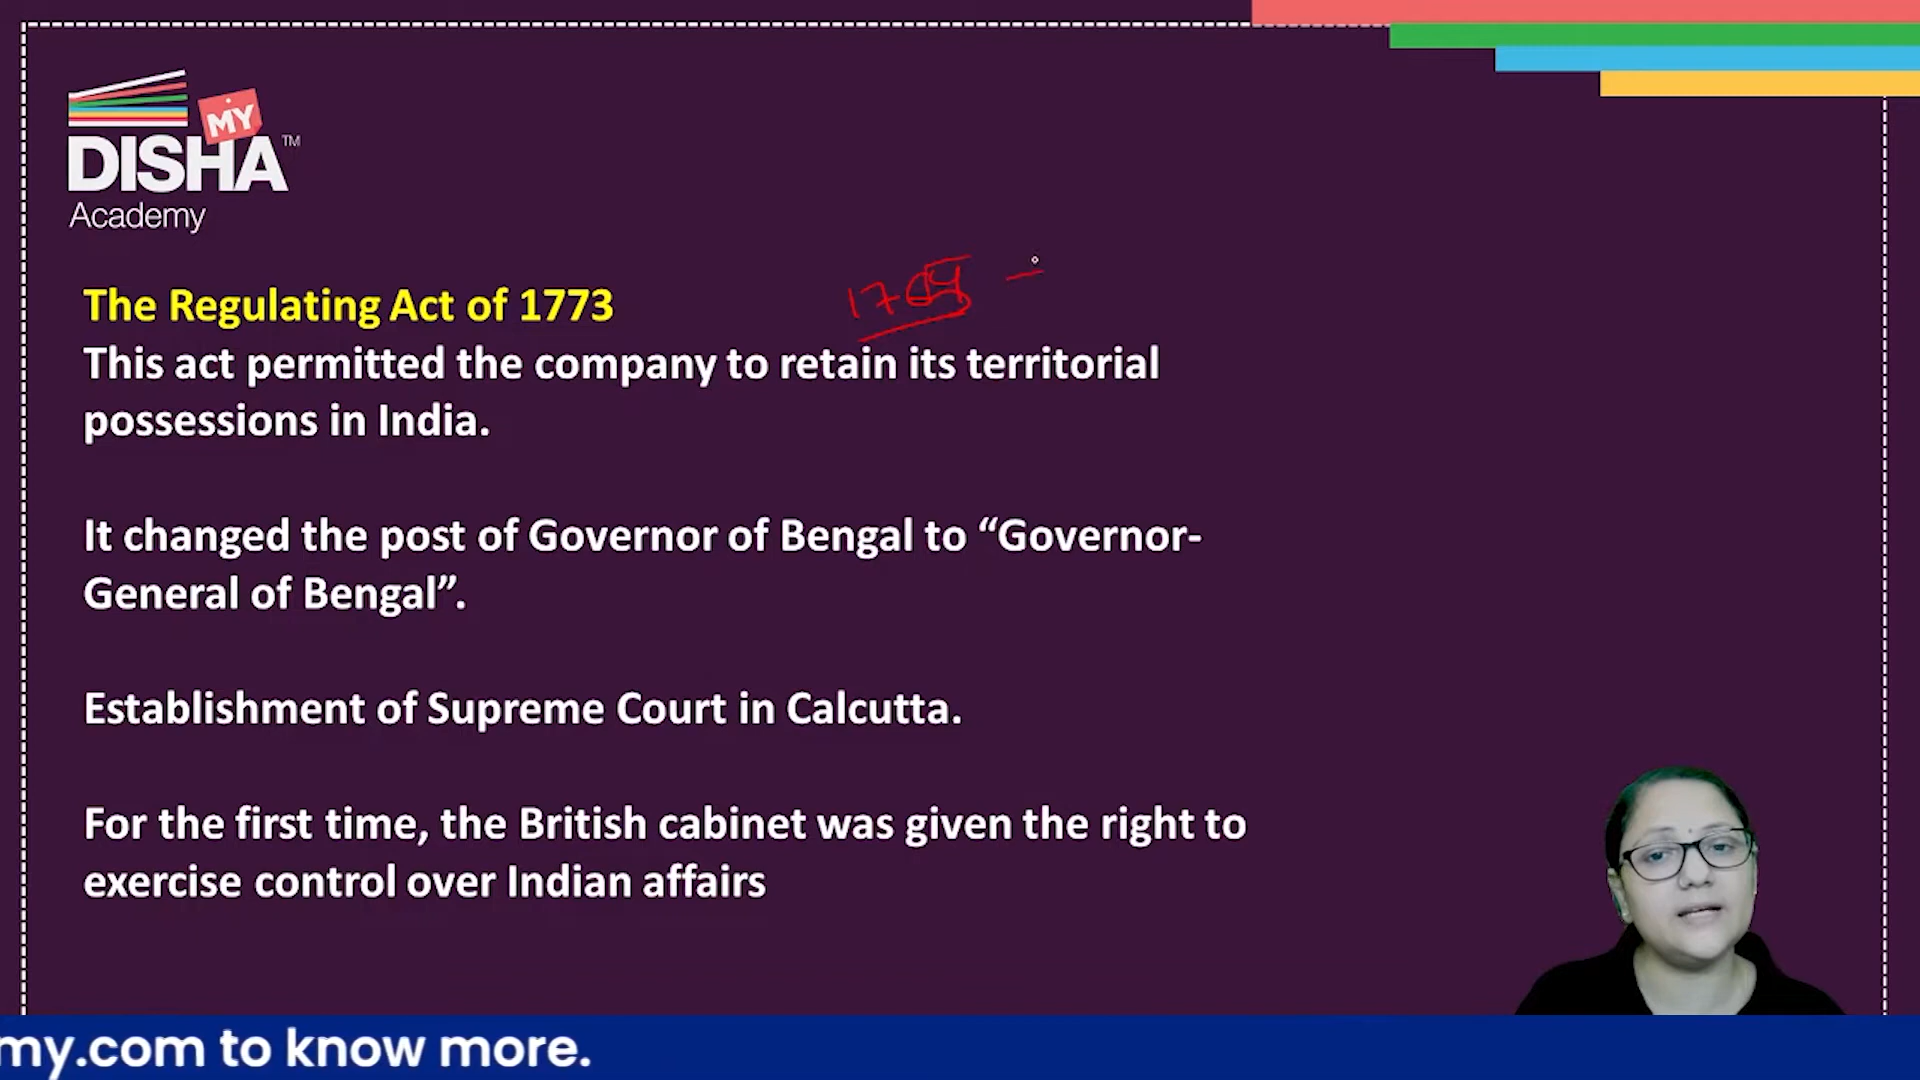 MY
DISHA™
Academy
The Regulating Act of 1773
This act permitted the company to retain its territorial
possessions in India.
It changed the post of Governor of Bengal to “Governor-
General of Bengal”.
Establishment of Supreme Court in Calcutta.
For the first time, the British cabinet was given the right to
exercise control over Indian affairs
my.com to know more.